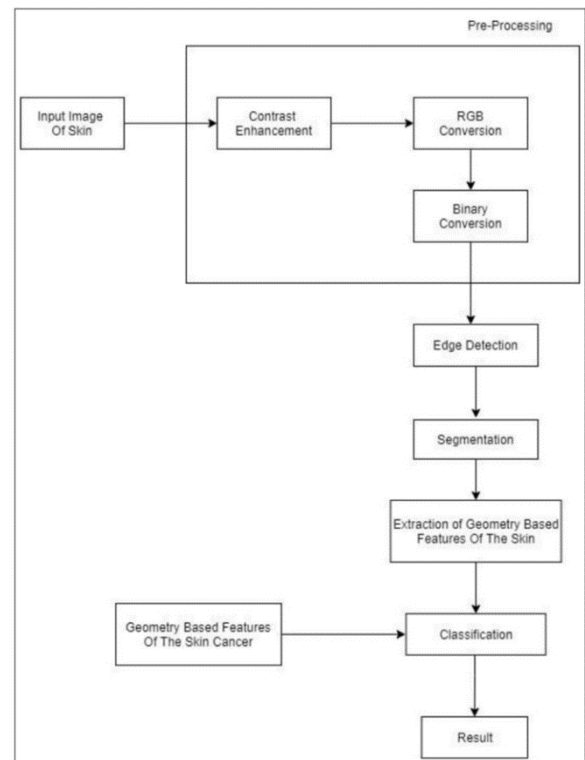 Pre-Processing
Input Image
Of Skin
Contrast
Enhancement
RGB
Conversion
Binary
Conversion
Edge Detection
Segmentation
Extraction of Geometry Based
Features Of The Skin
Geometry Based Features
Of The Skin Cancer
Classification
Result